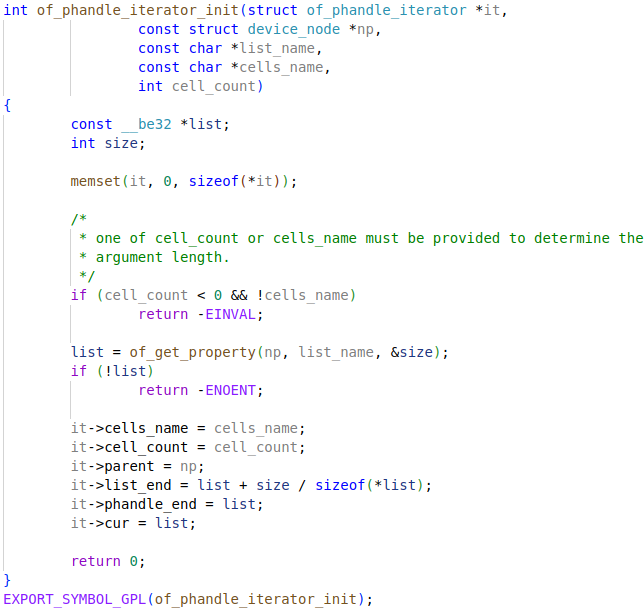 int of_phandle_iterator_init(struct of_phandle_iterator *it,
                const struct device_node *np,
                const char *list_name,
                const char *cells_name,
                int cell_count)
{
        const __be32 *list;
        int size;

        memset(it, 0, sizeof(*it));

        /*
         * one of cell_count or cells_name must be provided to determine the
         * argument length.
         */
        if (cell_count < 0 && !cells_name)
                return -EINVAL;

        list = of_get_property(np, list_name, &size);
        if (!list)
                return -ENOENT;

        it->cells_name = cells_name;
        it->cell_count = cell_count;
        it->parent = np;
        it->list_end = list + size / sizeof(*list);
        it->phandle_end = list;
        it->cur = list;

        return 0;
}
EXPORT_SYMBOL_GPL(of_phandle_iterator_init);